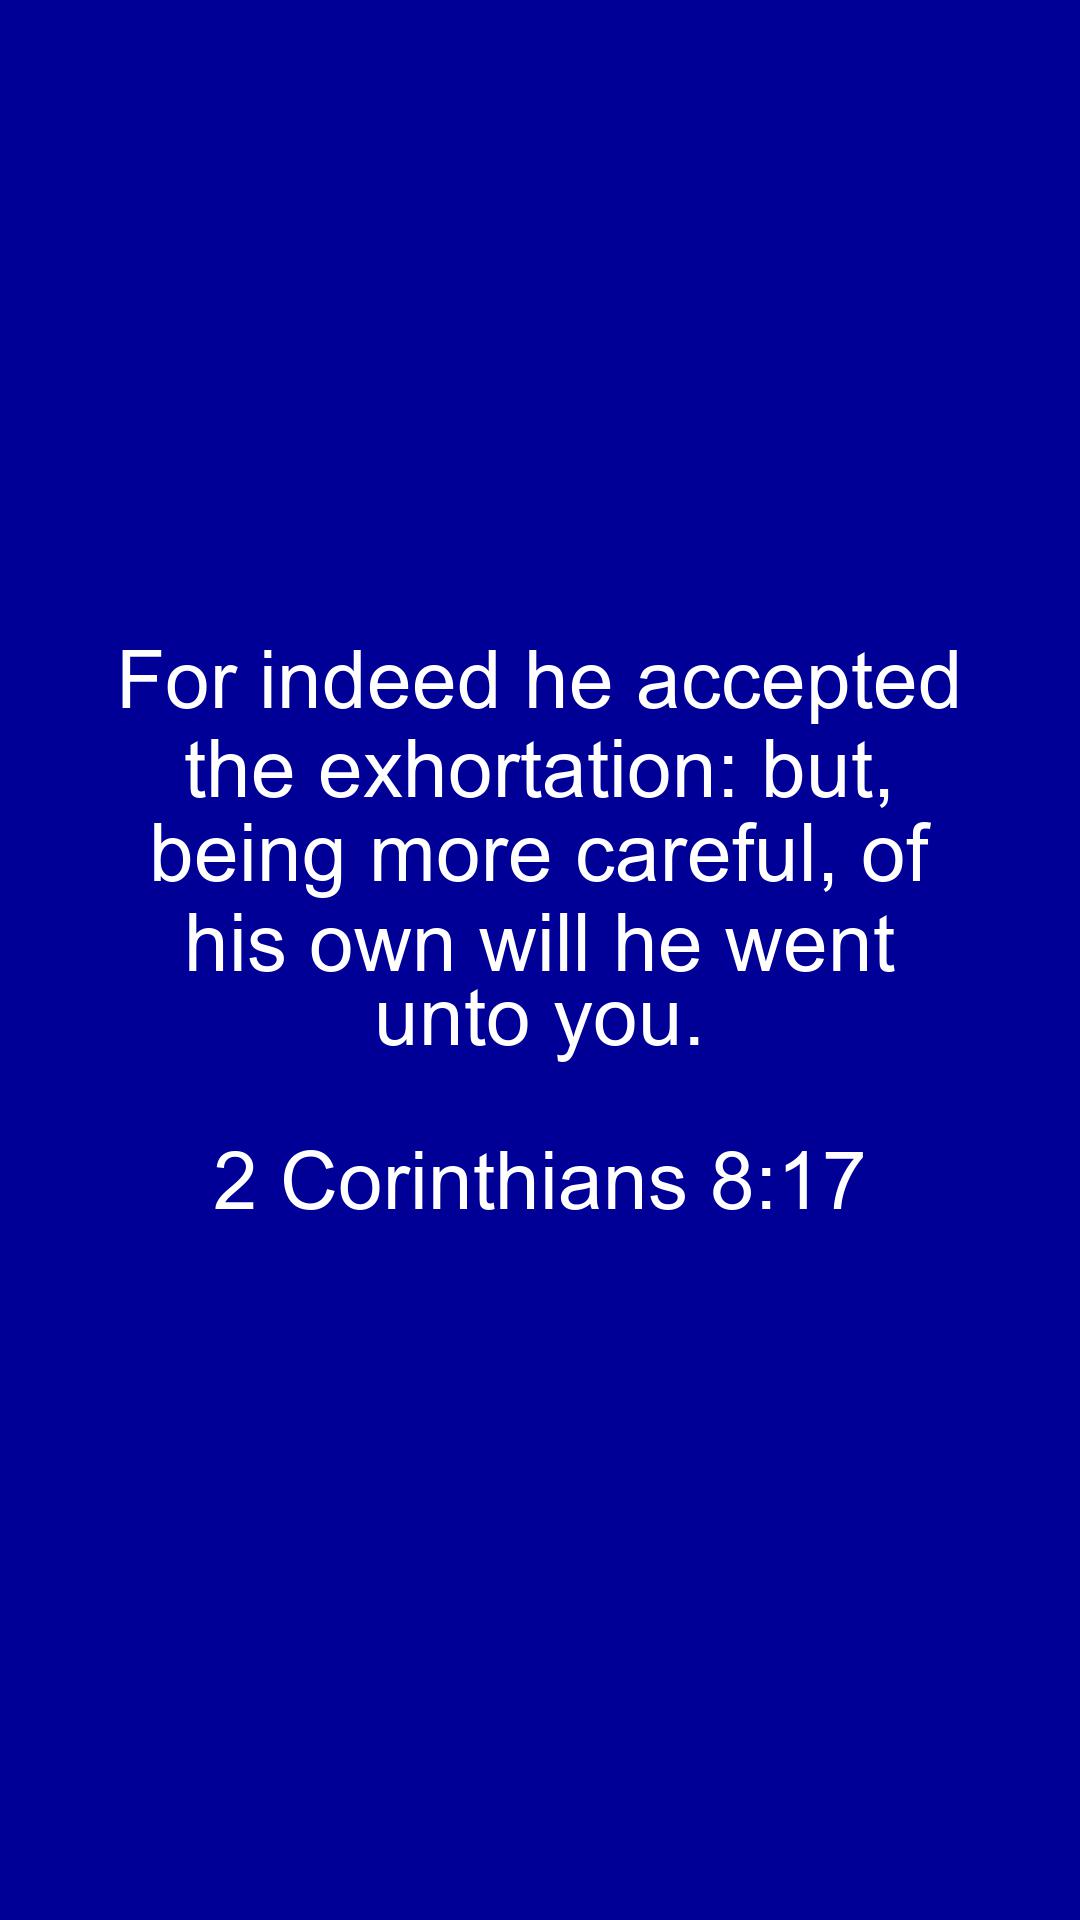 For indeed he accepted
the exhortation: but,
being more careful, of
his own will he went
unto you.
2 Corinthians 8:17